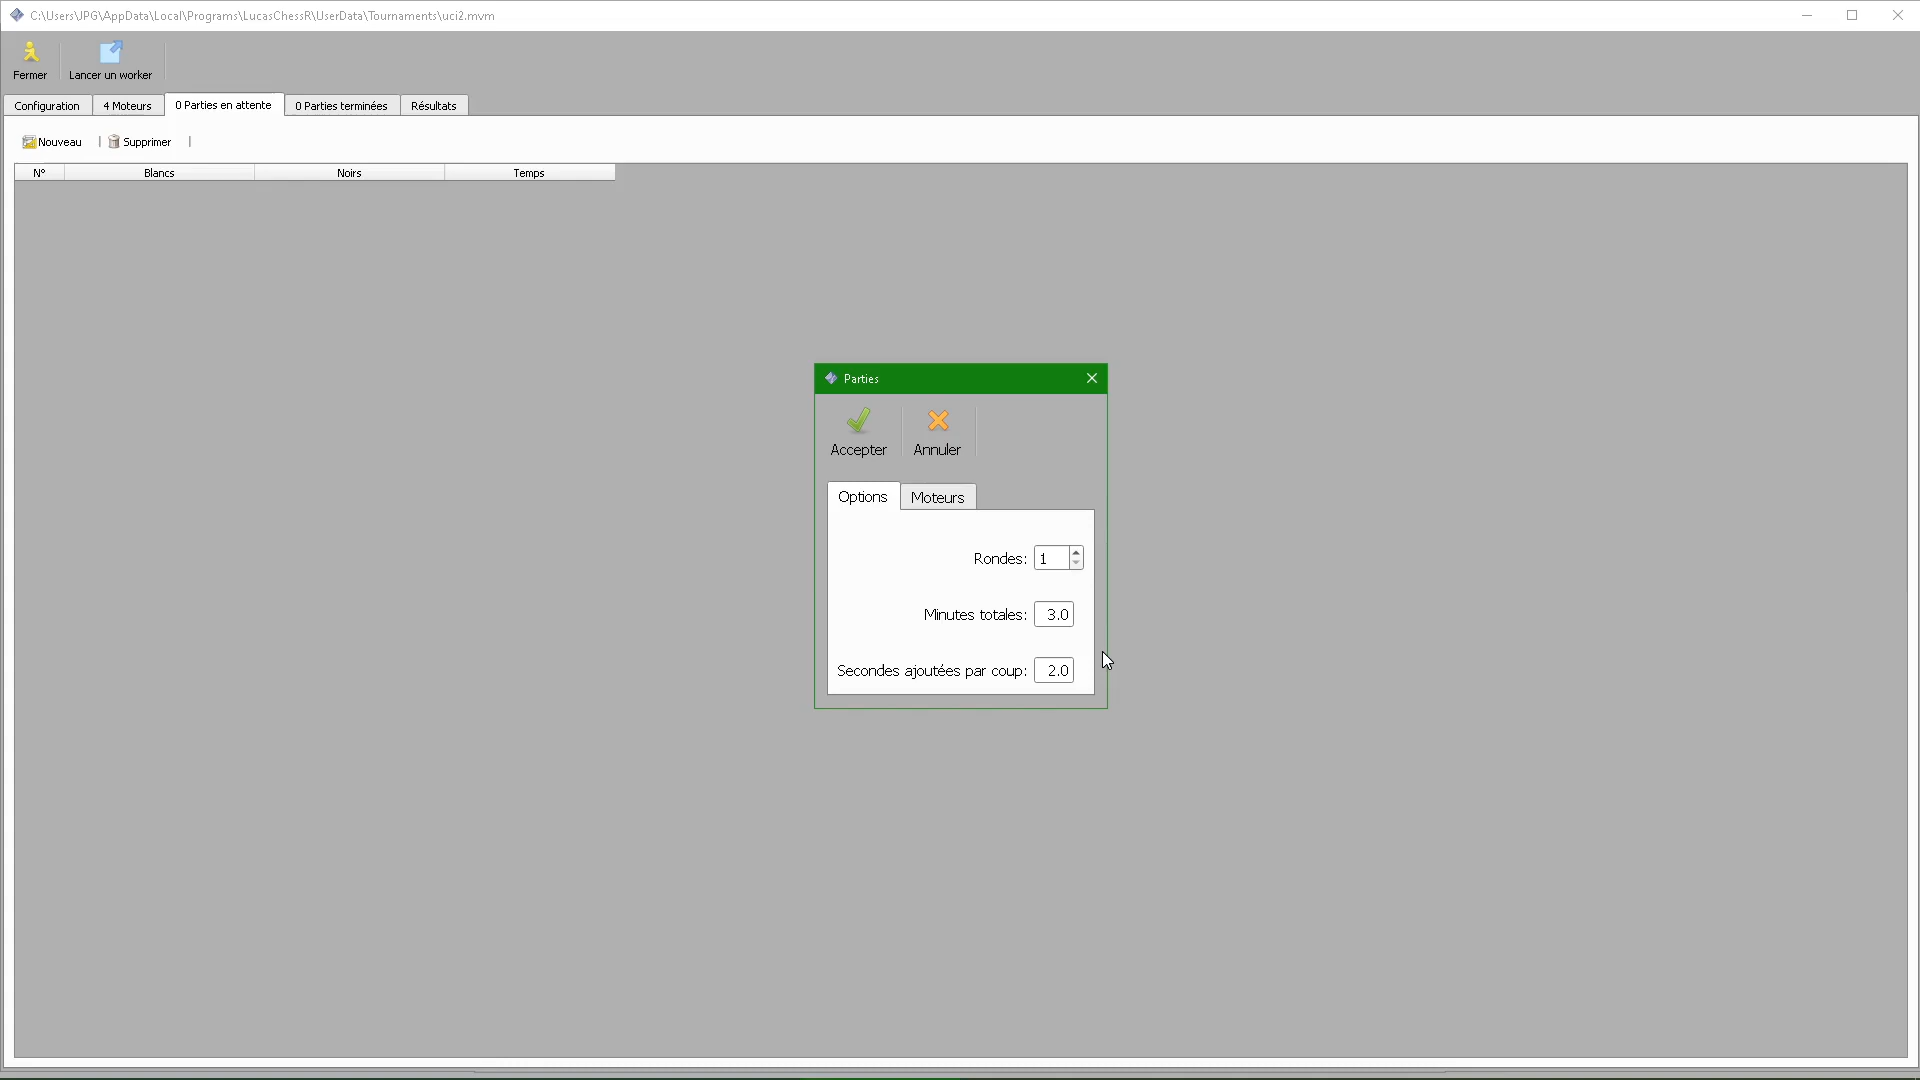 C:\Users\JPG\AppData\Local\Programs\LucasChessR\UserData\Tournaments\uci2.mvm
Fermer
Lancer un worker
Configuration
4 Moteurs
0 Parties en attente
0 Parties terminées
Résultats
Nouveau
Supprimer
N° Blancs Noirs Temps
Parties
Accepter
Annuler
Options
Moteurs
Rondes: 1
Minutes totales: 3.0
Secondes ajoutées par coup: 2.0